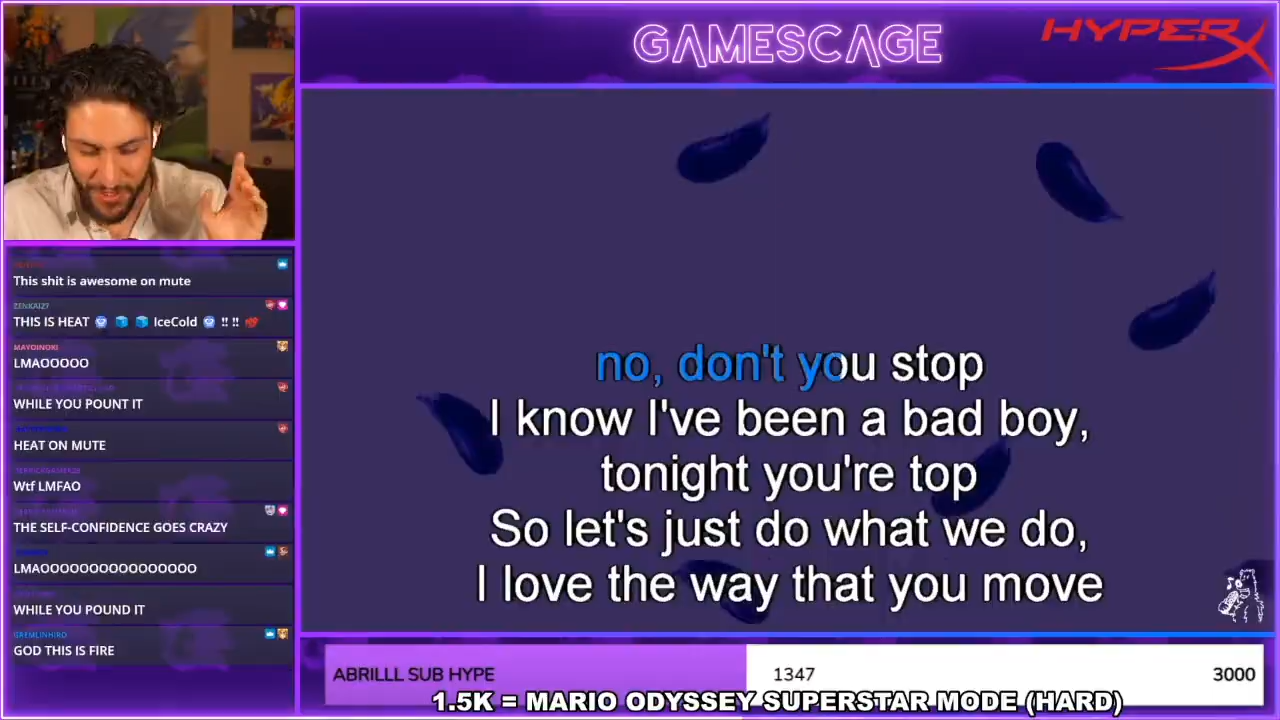 GAMESCAGE
HYPERX
This shit is awesome on mute
ZENKAI27
THIS IS HEAT 🥶 🧊 🧊 IceCold 🥶 ‼ ‼ 💯
MAYOINORI
LMAOOOOO
WHILE YOU POUNT IT
HEAT ON MUTE
Wtf LMFAO
THE SELF-CONFIDENCE GOES CRAZY
LMAOOOOOOOOOOOOOOOO
WHILE YOU POUND IT
GREMLINHIRO
GOD THIS IS FIRE
no, don't you stop
I know I've been a bad boy,
tonight you're top
So let's just do what we do,
I love the way that you move
ABRILLL SUB HYPE 1347 3000
1.5K = MARIO ODYSSEY SUPERSTAR MODE (HARD)